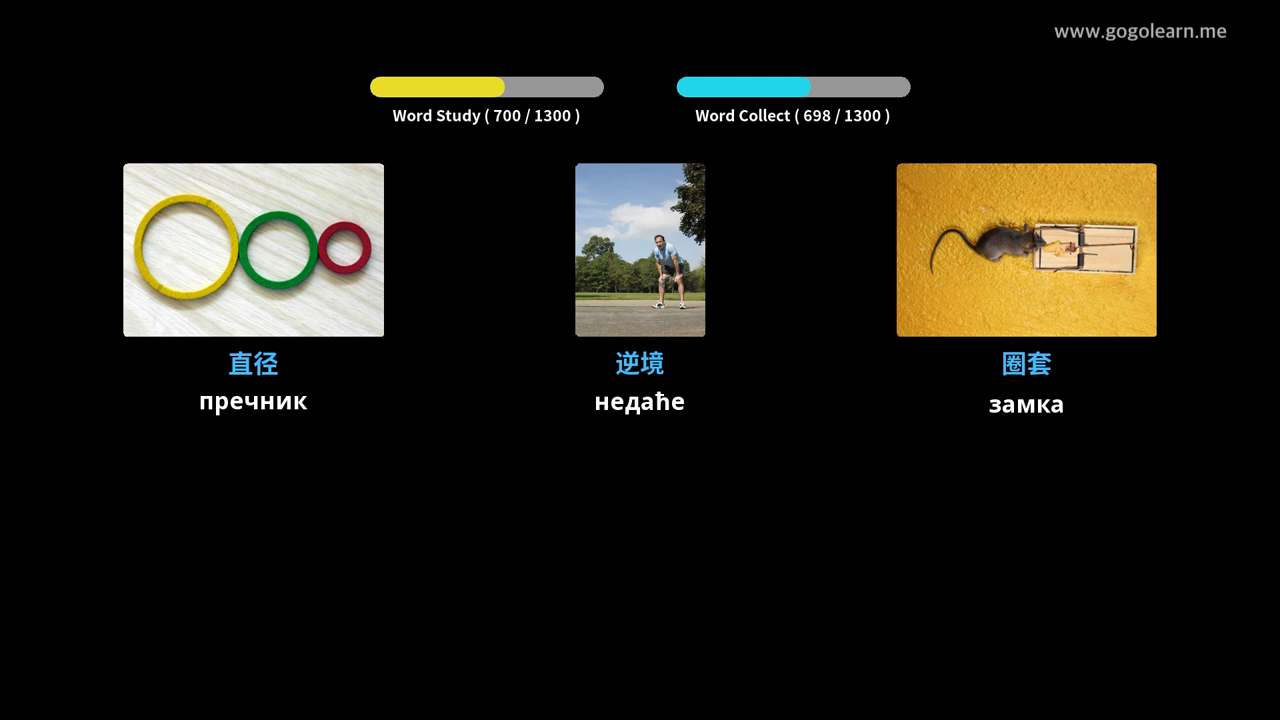 www.gogolearn.me
Word Study ( 700 / 1300 )
Word Collect ( 698 / 1300 )
直径
пречник
逆境
недаће
圈套
замка